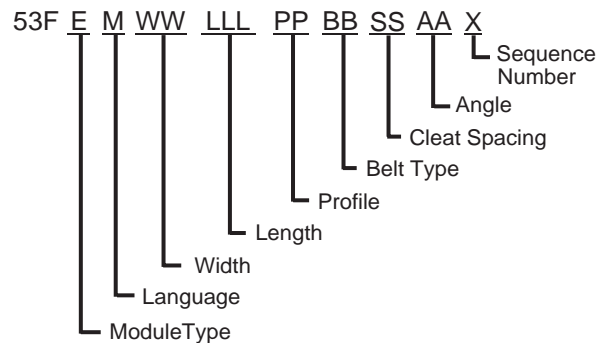 53F E M WW LLL PP BB SS AA X
Sequence
Number
Angle
Cleat Spacing
Belt Type
Profile
Length
Width
Language
ModuleType